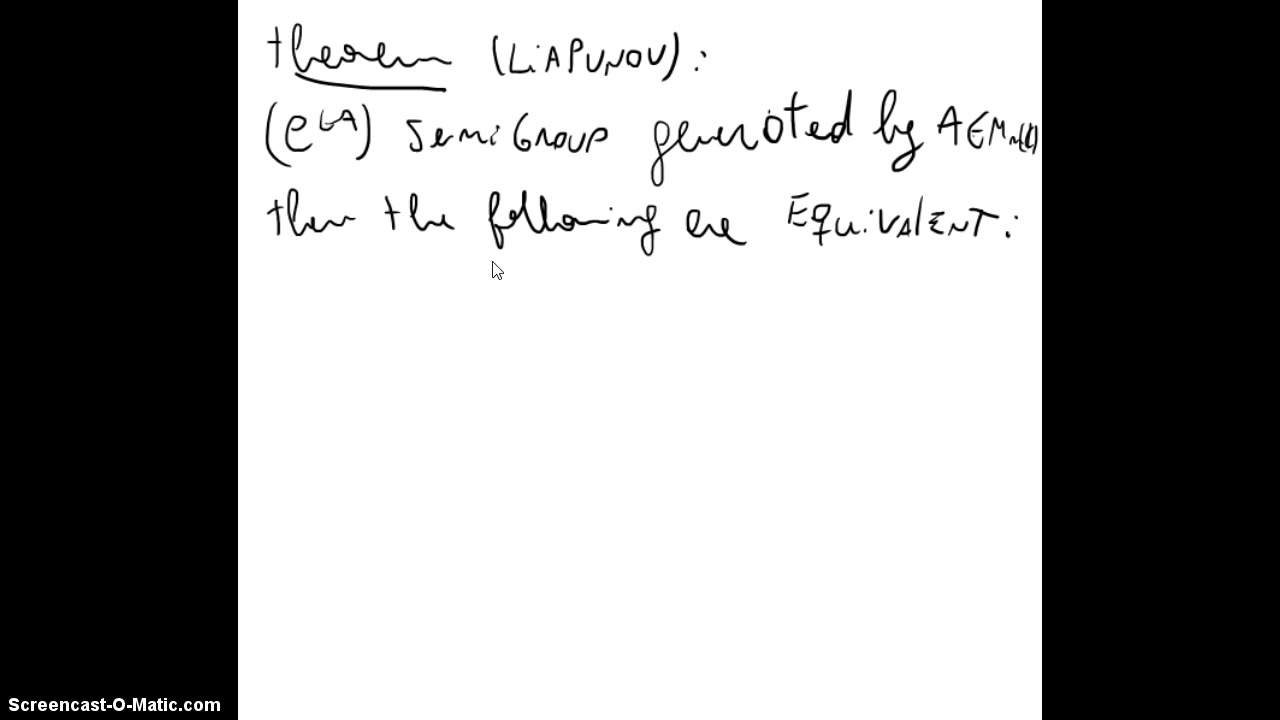 theorem (LiAPUNOV):
(e^{tA}) semiGROUP generated by A ∈ M_n(ℂ)
then the following are EquiVALENT:
Screencast-O-Matic.com